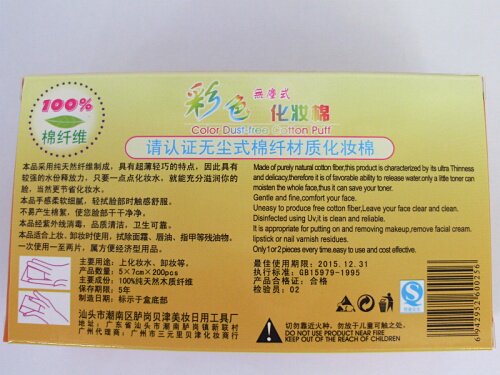 100%
棉纤维
彩色 無塵式 化妆棉
Color Dust-free Cotton Puff
请认证无尘式棉纤材质化妆棉
本品采用纯天然纤维制成，具有超薄轻巧的特点，因此具有
较强的水份释放力，只要一点点化妆水，就能充分滋润你的
脸，当然更节省化妆水。
本手感柔软细腻，轻拭脸部时触感舒服。
不易产生棉絮，使您脸部干干净净。
本品经紫外线消毒，品质清洁，卫生可靠。
本品适合上妆、卸妆时使用，拭除面霜、唇油、指甲等残油物，
一次使用一至两片，属方便经济型用品。
Made of purely natural cotton fiber,this product is characterized by its ultra Thinness
and delicacy,therefore it is of favorable ability to release water,only a little toner can
moisten the whole face,thus it can save your toner.
Gentle and fine,comfort your face.
Uneasy to produce free cotton fiber,Leave your face clear and clean.
Disinfected using Uv,it is clean and reliable.
It is appropriate for putting on and removing makeup,remove facial cream.
lipstick or nail varnish residues.
Only1or2pieces every time.easy to use and cost effective.
主要用途：上化妆水、卸妆等。
产品数量：5×7cm×200pcs
主要成份：100%纯天然木质纤维
保存期限：5年
制造日期：标示于盒底部
最佳使用期限：2015.12.31
执行标准：GB15979-1995
产品合格证：合格
检验员：02
汕头市潮南区胪岗贝津美妆日用工具厂
地址：广东省汕头市潮南胪岗镇新联村
广州代理商：广州市三元里贝津化妆商行
切勿靠近火种，勿放于儿童可触之处。
DO NOT USE OR PLACE NEAR FIRE
KEEP OUT OF THE REACH OF CHILDREN
质量安全
6942952460025